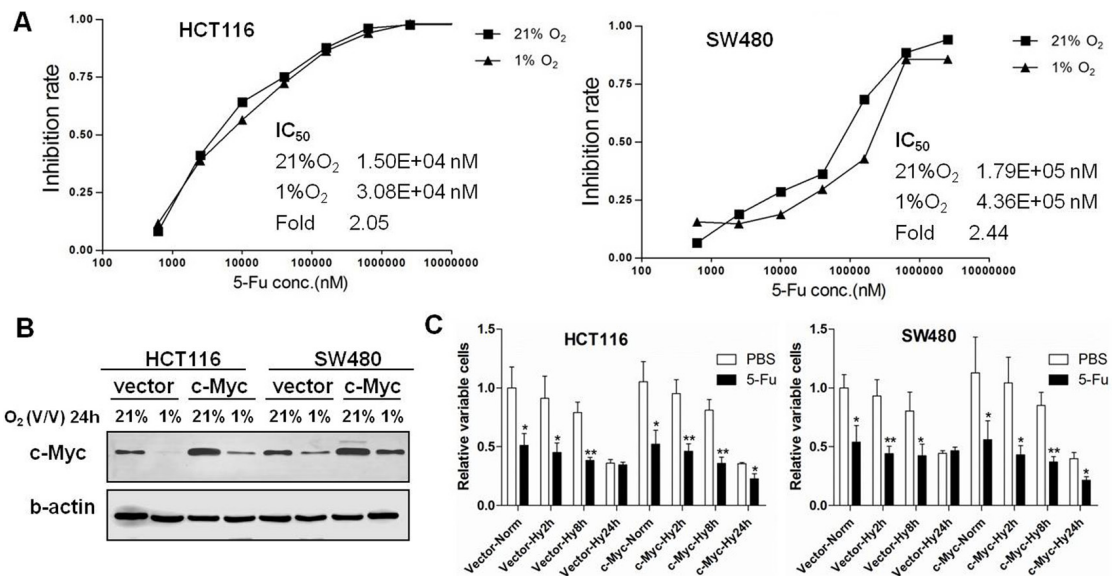 A
HCT116
21% O2
1% O2
Inhibition rate
1.00
0.75
0.50
0.25
0.00
IC50
21%O2 1.50E+04 nM
1%O2 3.08E+04 nM
Fold 2.05
100 1000 10000 100000 1000000 10000000
5-Fu conc.(nM)
SW480
21% O2
1% O2
Inhibition rate
1.00
0.75
0.50
0.25
0.00
IC50
21%O2 1.79E+05 nM
1%O2 4.36E+05 nM
Fold 2.44
100 1000 10000 100000 1000000 10000000
5-Fu conc.(nM)
B
HCT116 SW480
vector c-Myc vector c-Myc
O2 (V/V) 24h 21% 1% 21% 1% 21% 1% 21% 1%
c-Myc
b-actin
C
HCT116
PBS
5-Fu
Relative variable cells
1.5
1.0
0.5
0.0
* * ** * ** ** *
Vector-Norm
Vector-Hy2h
Vector-Hy8h
Vector-Hy24h
c-Myc-Norm
c-Myc-Hy2h
c-Myc-Hy8h
c-Myc-Hy24h
SW480
PBS
5-Fu
Relative variable cells
1.5
1.0
0.5
0.0
* ** * * * ** *
Vector-Norm
Vector-Hy2h
Vector-Hy8h
Vector-Hy24h
c-Myc-Norm
c-Myc-Hy2h
c-Myc-Hy8h
c-Myc-Hy24h